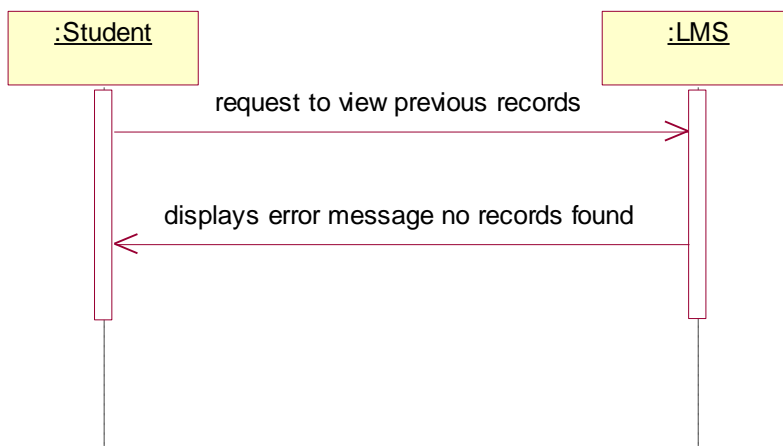 :Student
:LMS
request to view previous records
displays error message no records found